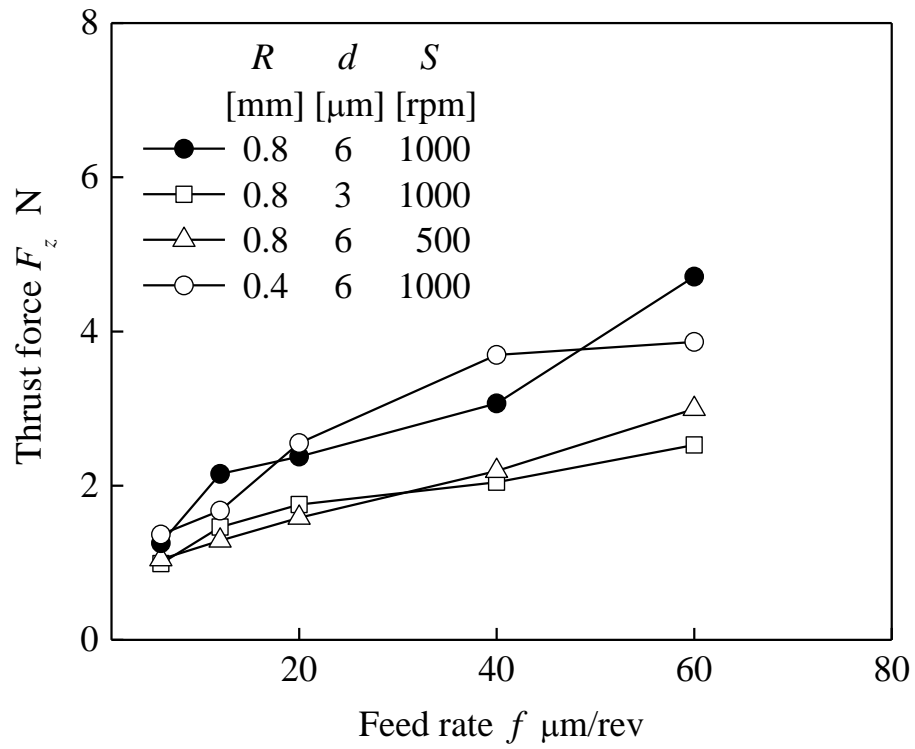 8
6
4
2
0
20 40 60 80
Thrust force F_z N
Feed rate f μm/rev
R d S
[mm] [μm] [rpm]
0.8 6 1000
0.8 3 1000
0.8 6 500
0.4 6 1000